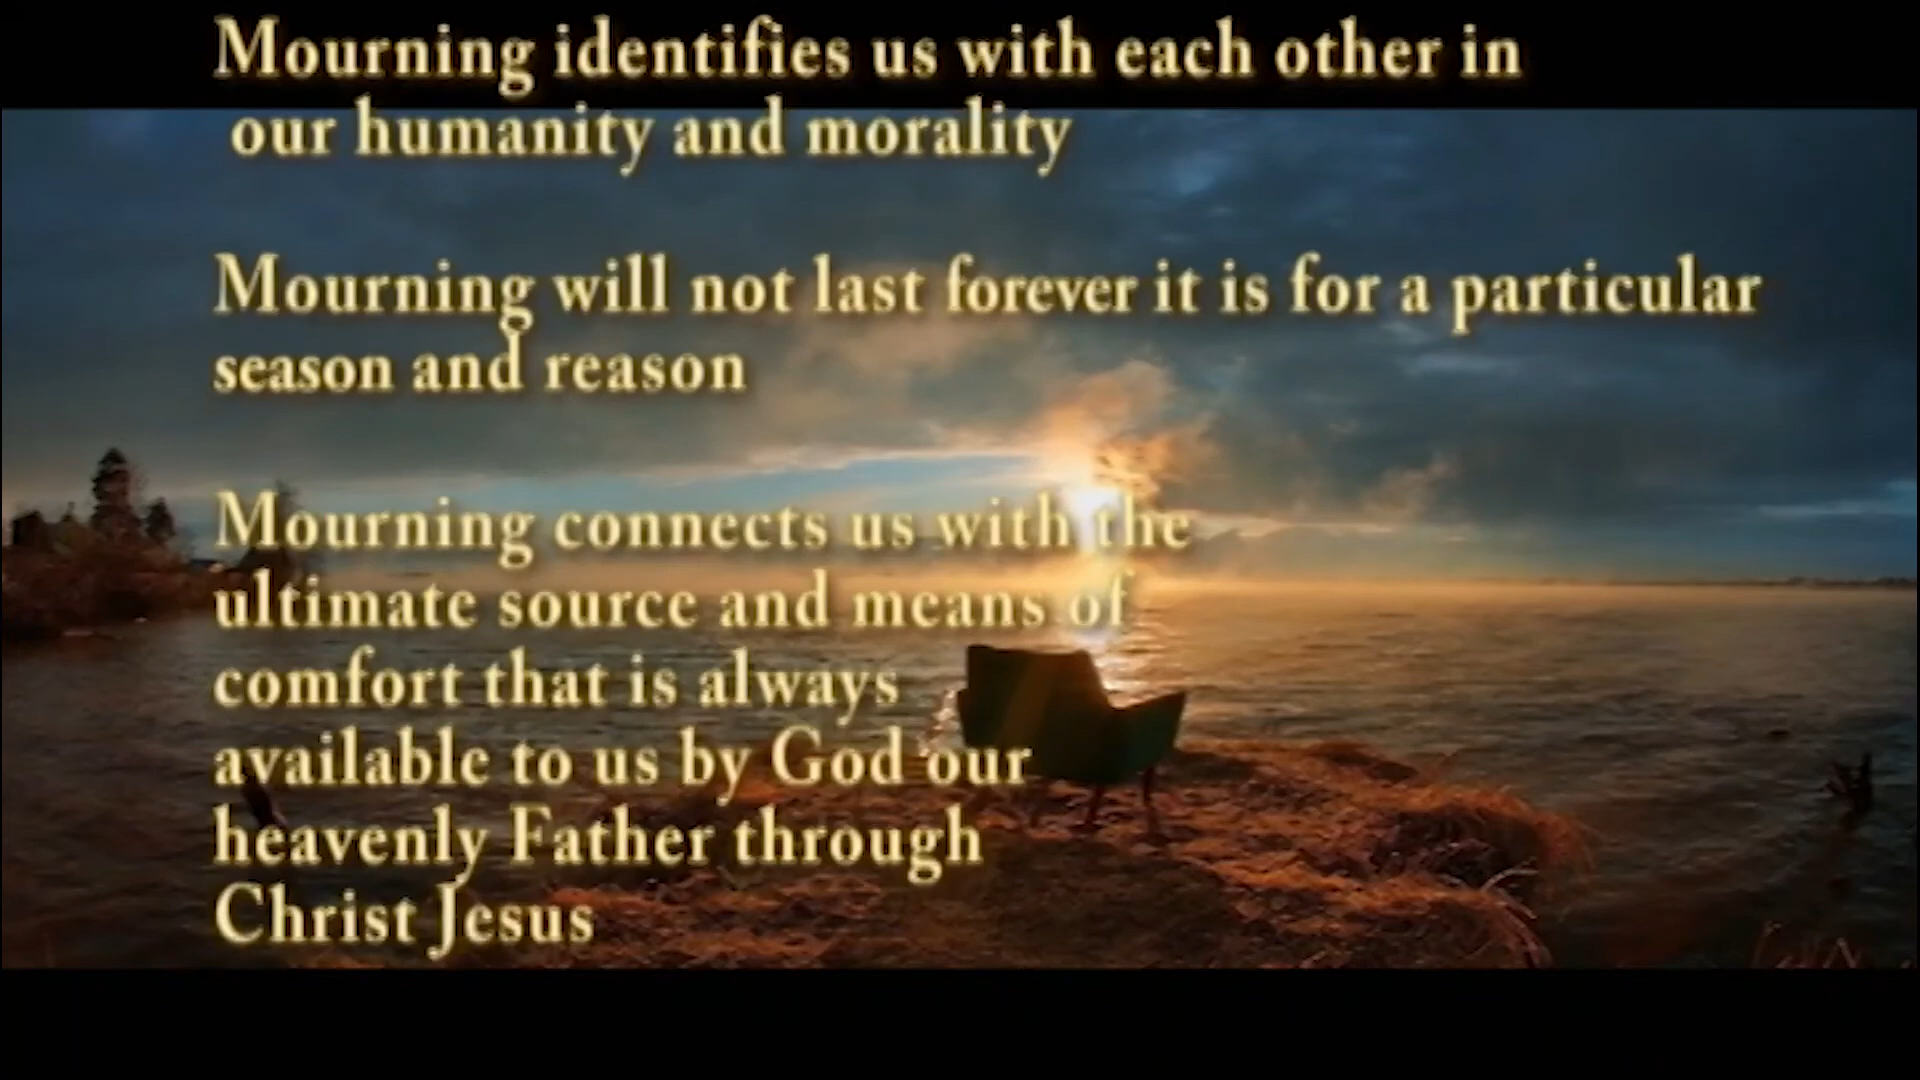 Mourning identifies us with each other in
our humanity and morality
Mourning will not last forever it is for a particular
season and reason
Mourning connects us with the
ultimate source and means of
comfort that is always
available to us by God our
heavenly Father through
Christ Jesus